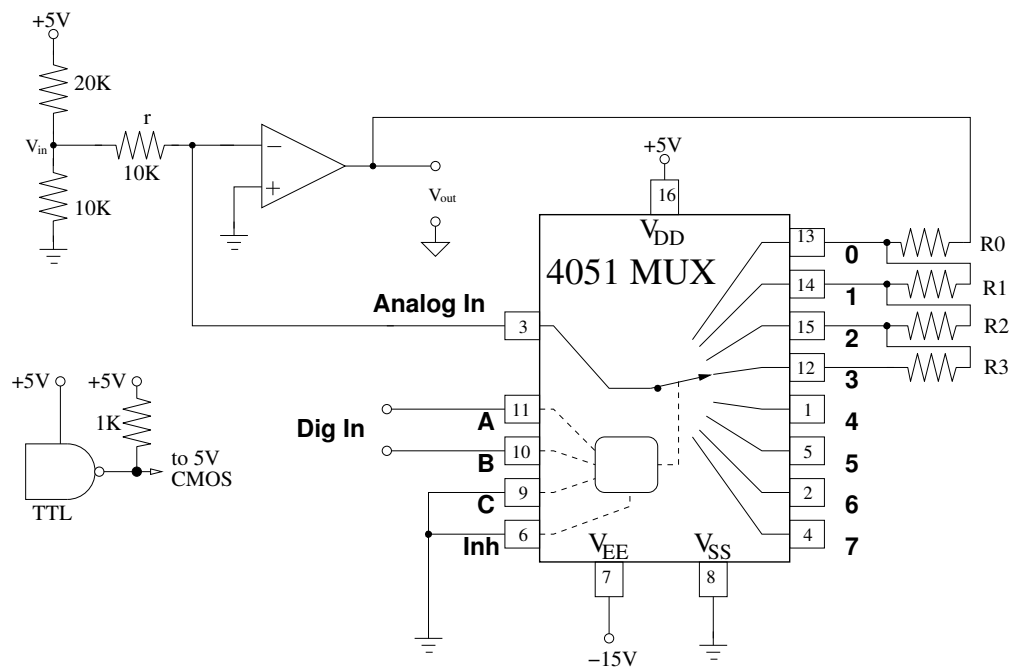 +5V
20K
r
V_in
10K
10K
−
+
V_out
+5V
16
V_DD
4051 MUX
13
0
R0
14
1
R1
15
2
R2
12
3
R3
Analog In
3
1
4
5
5
2
6
4
7
Dig In
11
A
10
B
9
C
6
Inh
V_EE
7
−15V
V_SS
8
+5V
+5V
1K
to 5V
CMOS
TTL